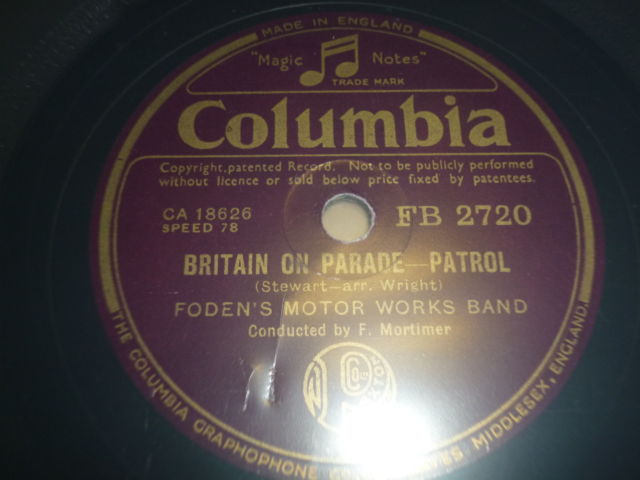 MADE IN ENGLAND
"Magic Notes"
TRADE MARK
Columbia
Copyright, patented Record. Not to be publicly performed
without licence or sold below price fixed by patentees.
CA 18626
SPEED 78
FB 2720
BRITAIN ON PARADE—PATROL
(Stewart—arr. Wright)
FODEN'S MOTOR WORKS BAND
Conducted by F. Mortimer
THE COLUMBIA GRAPHOPHONE MIDDLESEX, ENGLAND.